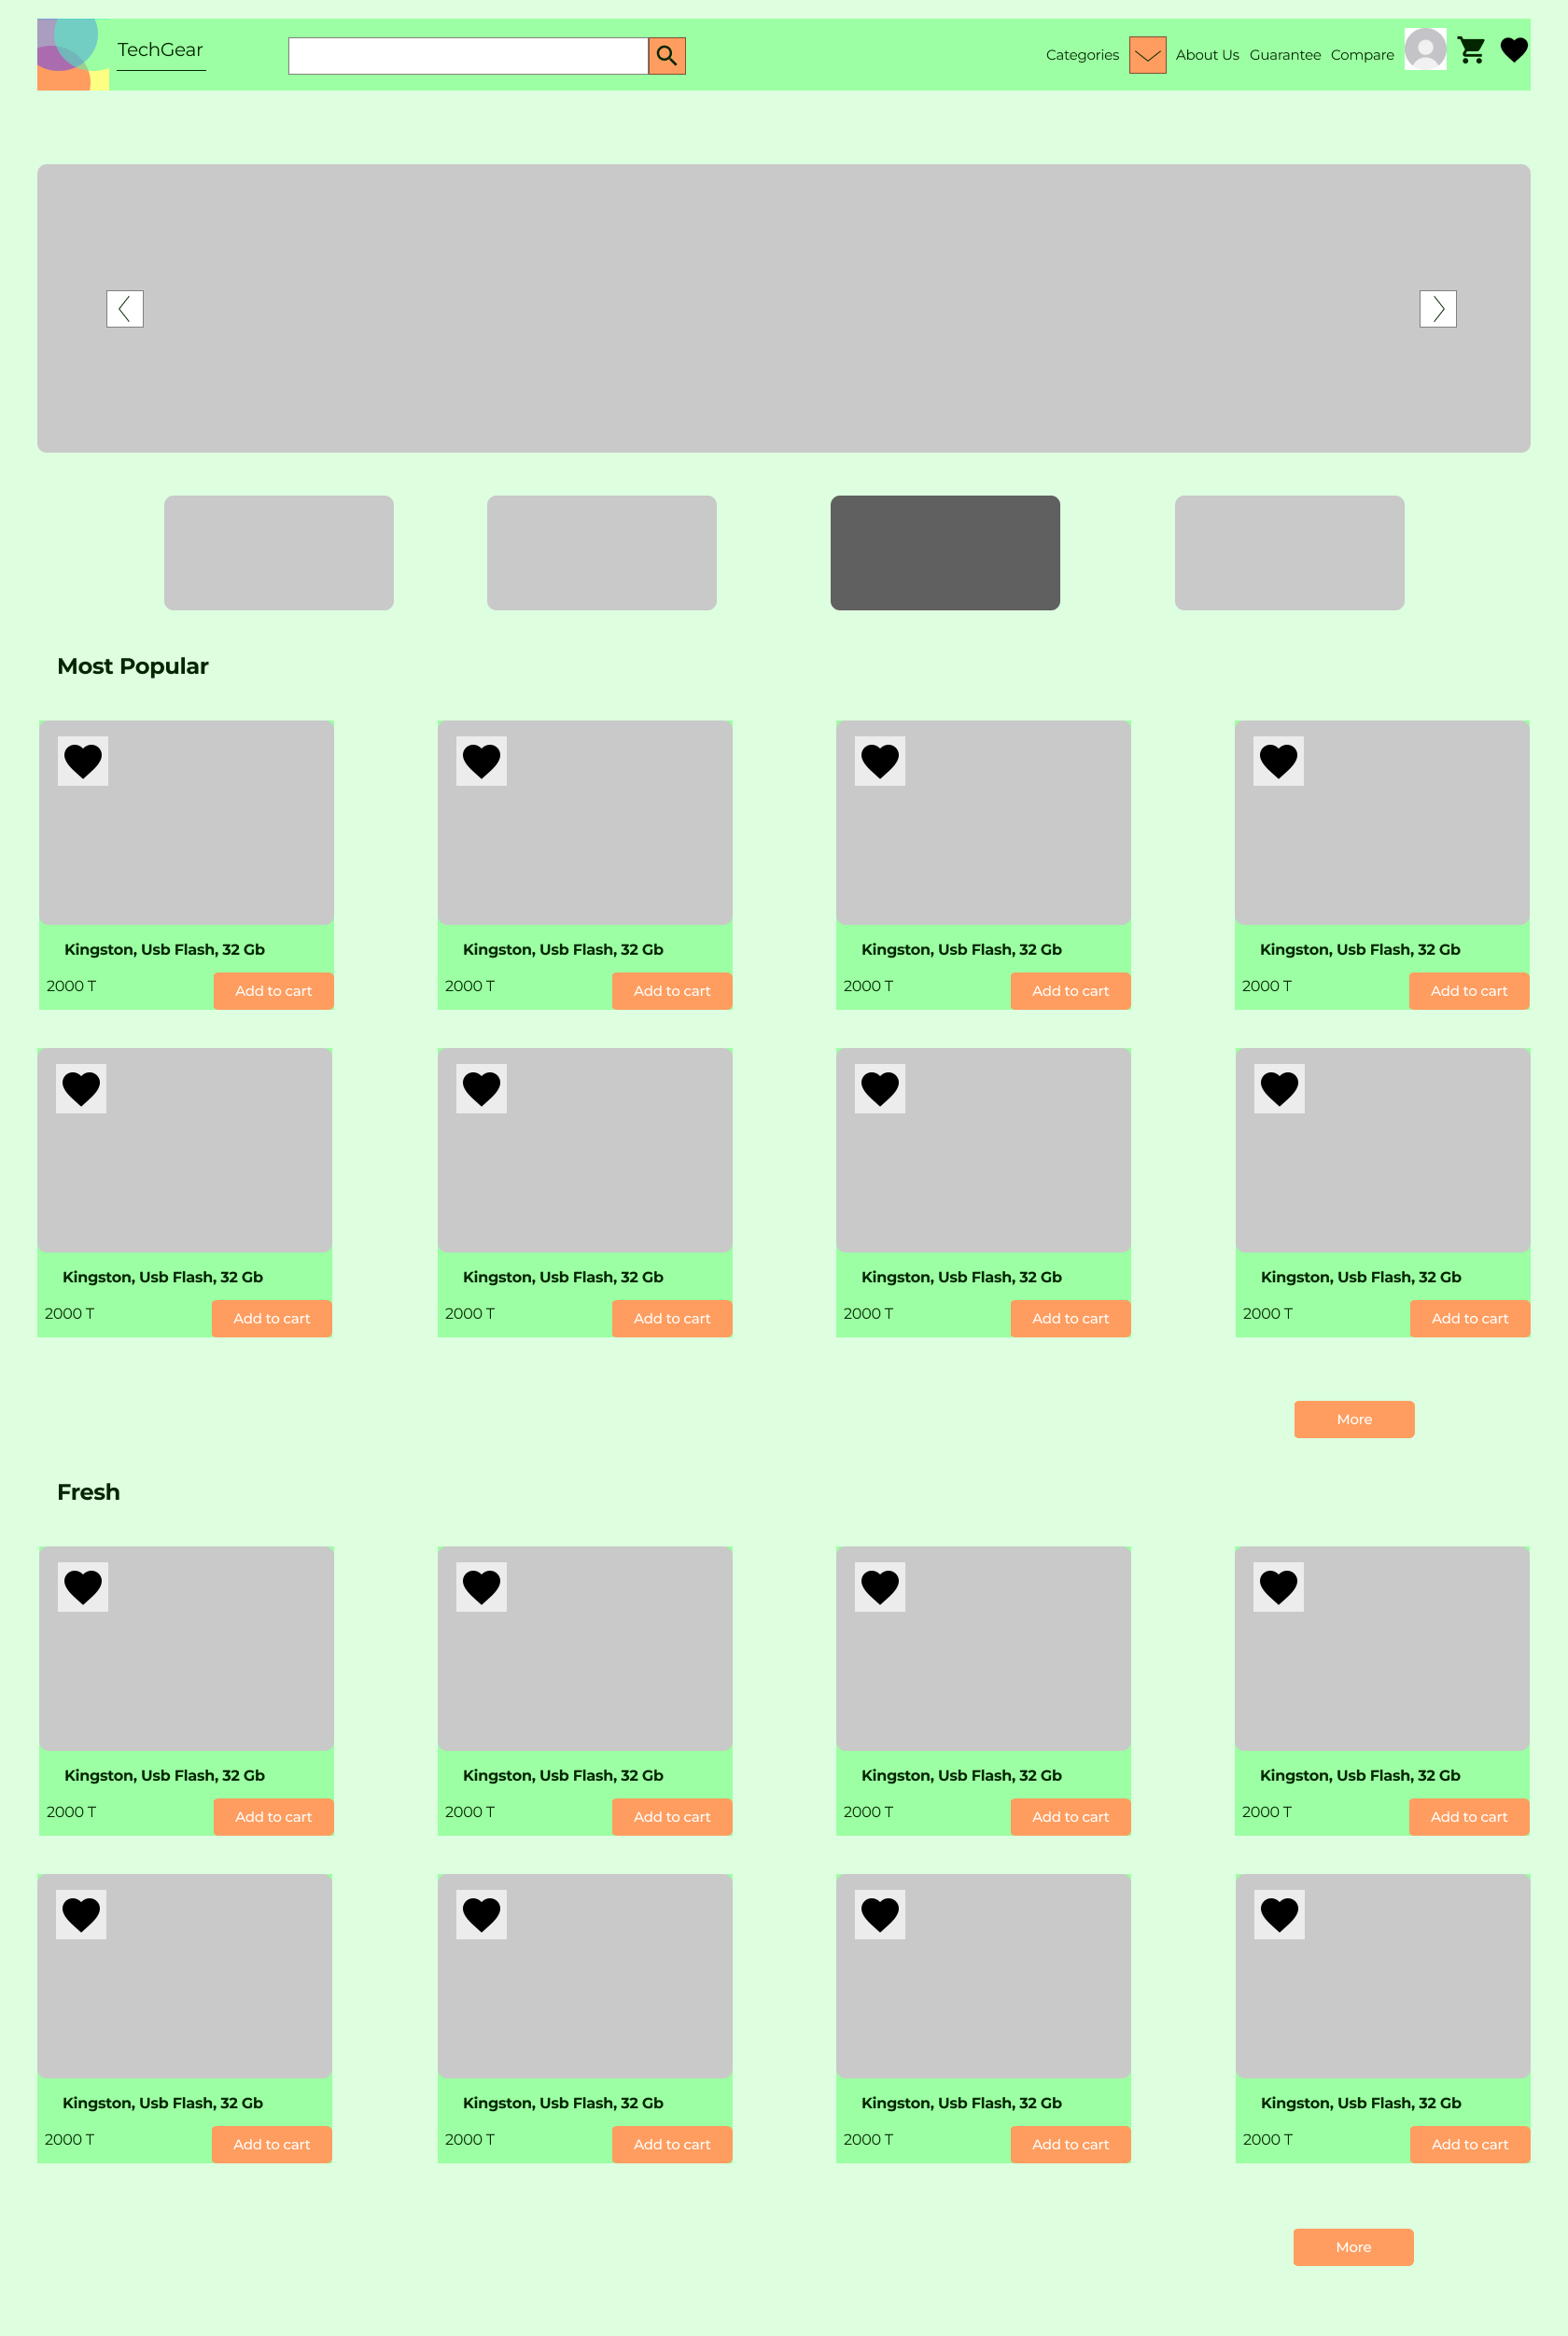 TechGear
Categories About Us Guarantee Compare
Most Popular
Kingston, Usb Flash, 32 Gb
2000 T Add to cart
Kingston, Usb Flash, 32 Gb
2000 T Add to cart
Kingston, Usb Flash, 32 Gb
2000 T Add to cart
Kingston, Usb Flash, 32 Gb
2000 T Add to cart
Kingston, Usb Flash, 32 Gb
2000 T Add to cart
Kingston, Usb Flash, 32 Gb
2000 T Add to cart
Kingston, Usb Flash, 32 Gb
2000 T Add to cart
Kingston, Usb Flash, 32 Gb
2000 T Add to cart
More
Fresh
Kingston, Usb Flash, 32 Gb
2000 T Add to cart
Kingston, Usb Flash, 32 Gb
2000 T Add to cart
Kingston, Usb Flash, 32 Gb
2000 T Add to cart
Kingston, Usb Flash, 32 Gb
2000 T Add to cart
Kingston, Usb Flash, 32 Gb
2000 T Add to cart
Kingston, Usb Flash, 32 Gb
2000 T Add to cart
Kingston, Usb Flash, 32 Gb
2000 T Add to cart
Kingston, Usb Flash, 32 Gb
2000 T Add to cart
More